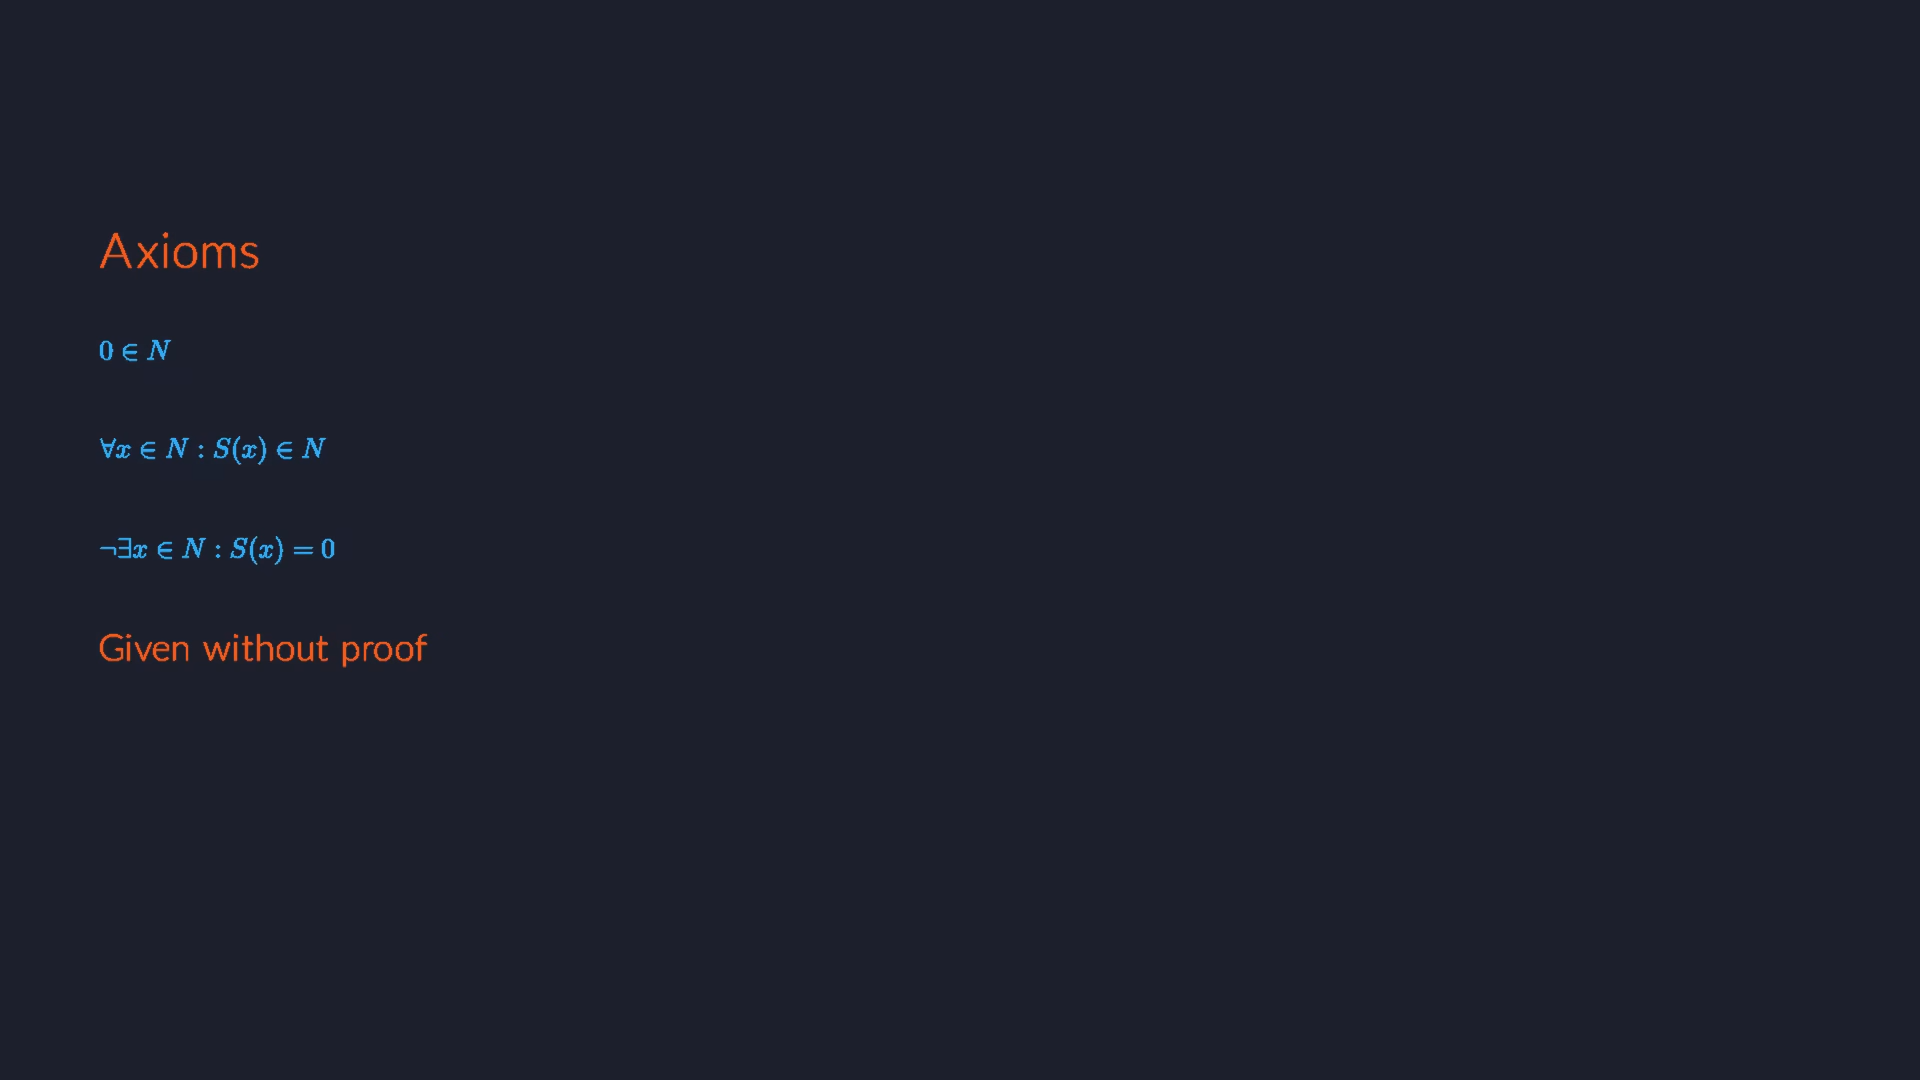 Axioms
0 ∈ N
∀x ∈ N : S(x) ∈ N
¬∃x ∈ N : S(x) = 0
Given without proof